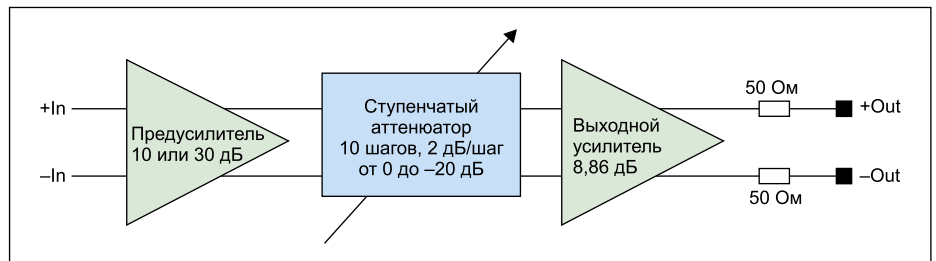 +In
–In
Предусилитель
10 или 30 дБ
Ступенчатый
аттенюатор
10 шагов, 2 дБ/шаг
от 0 до –20 дБ
Выходной
усилитель
8,86 дБ
50 Ом
+Out
–Out
50 Ом